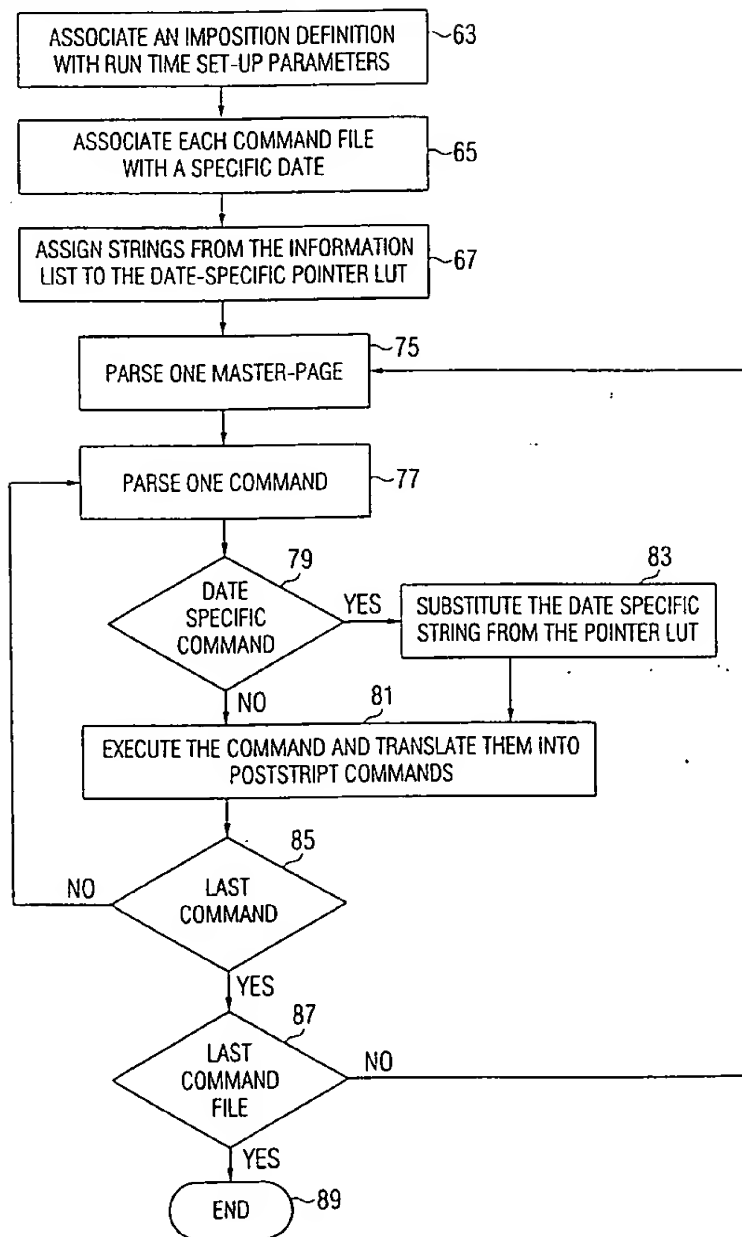 ASSOCIATE AN IMPOSITION DEFINITION
WITH RUN TIME SET-UP PARAMETERS
63
ASSOCIATE EACH COMMAND FILE
WITH A SPECIFIC DATE
65
ASSIGN STRINGS FROM THE INFORMATION
LIST TO THE DATE-SPECIFIC POINTER LUT
67
75
PARSE ONE MASTER-PAGE
PARSE ONE COMMAND
77
79
DATE
SPECIFIC
COMMAND
YES
83
SUBSTITUTE THE DATE SPECIFIC
STRING FROM THE POINTER LUT
NO
81
EXECUTE THE COMMAND AND TRANSLATE THEM INTO
POSTSTRIPT COMMANDS
85
NO
LAST
COMMAND
YES
87
LAST
COMMAND
FILE
NO
YES
END
89